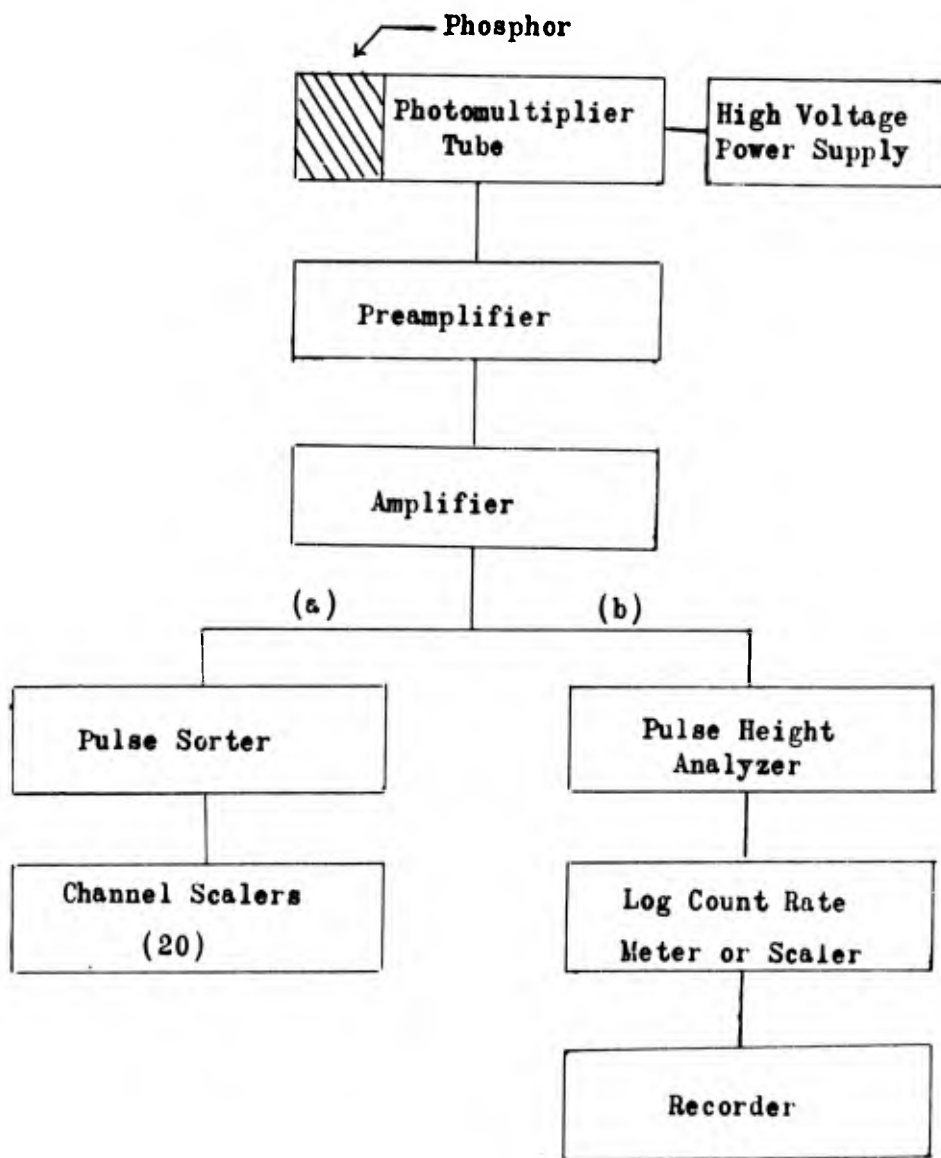 Phosphor
Photomultiplier
Tube
High Voltage
Power Supply
Preamplifier
Amplifier
(a)
(b)
Pulse Sorter
Pulse Height
Analyzer
Channel Scalers
(20)
Log Count Rate
Meter or Scaler
Recorder